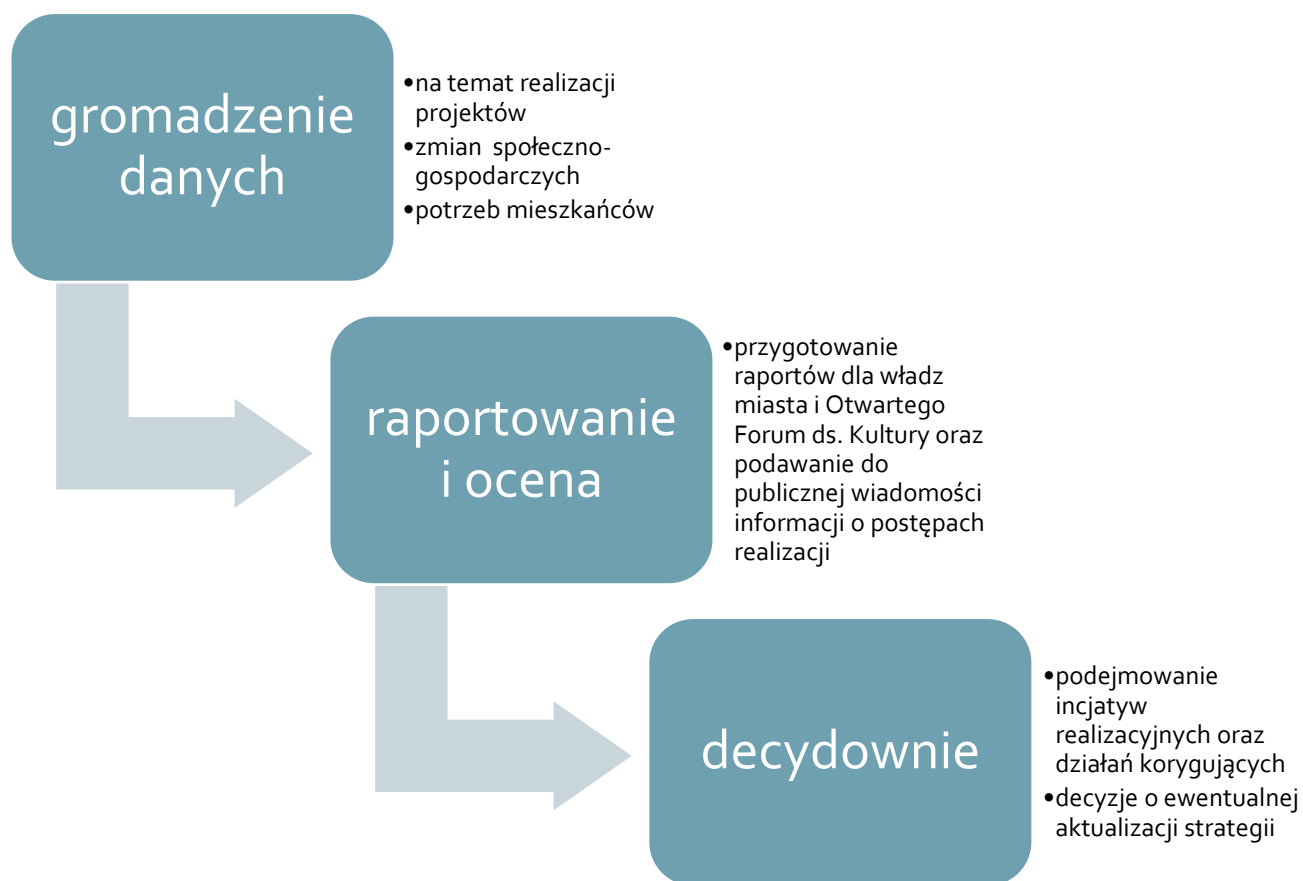 gromadzenie
danych
•na temat realizacji
projektów
•zmian  społeczno-
gospodarczych
•potrzeb mieszkańców
raportowanie
i ocena
•przygotowanie
raportów dla władz
miasta i Otwartego
Forum ds. Kultury oraz
podawanie do
publicznej wiadomości
informacji o postępach
realizacji
decydownie
•podejmowanie
incjatyw
realizacyjnych oraz
działań korygujących
•decyzje o ewentualnej
aktualizacji strategii